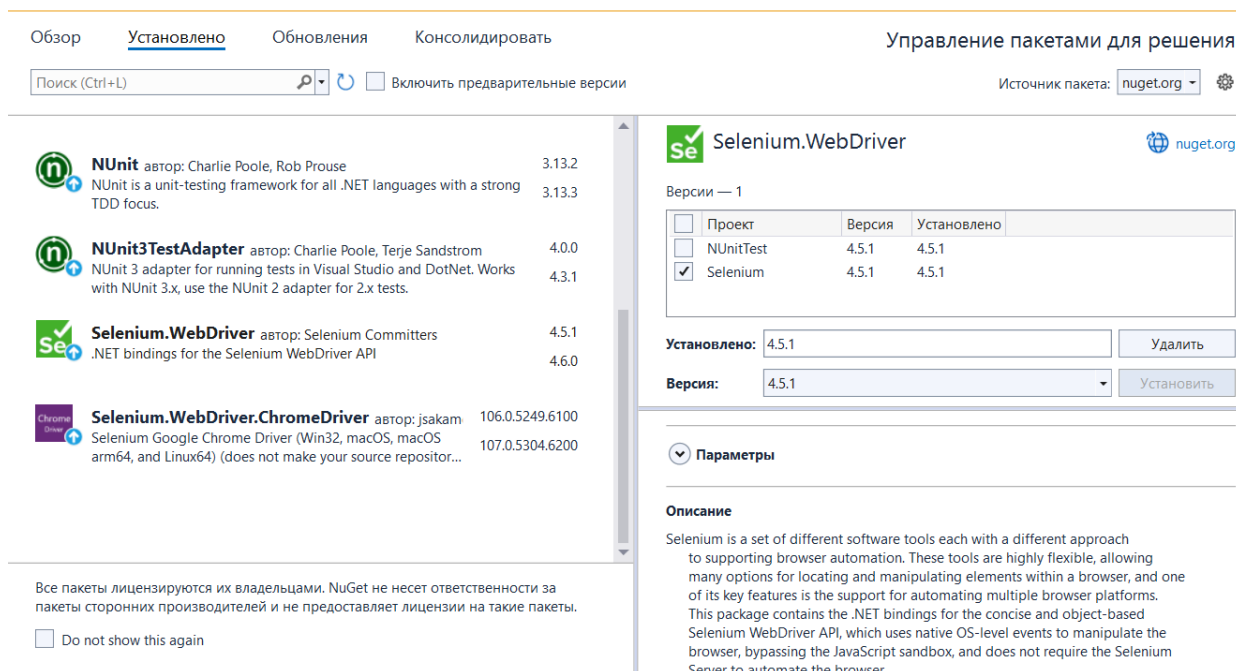 Обзор Установлено Обновления Консолидировать
Управление пакетами для решения
Поиск (Ctrl+L) Включить предварительные версии
Источник пакета: nuget.org
NUnit автор: Charlie Poole, Rob Prouse 3.13.2
NUnit is a unit-testing framework for all .NET languages with a strong 3.13.3
TDD focus.
NUnit3TestAdapter автор: Charlie Poole, Terje Sandstrom 4.0.0
NUnit 3 adapter for running tests in Visual Studio and DotNet. Works 4.3.1
with NUnit 3.x, use the NUnit 2 adapter for 2.x tests.
Se
Selenium.WebDriver автор: Selenium Committers 4.5.1
.NET bindings for the Selenium WebDriver API 4.6.0
Chrome
Driver
Selenium.WebDriver.ChromeDriver автор: jsakam 106.0.5249.6100
Selenium Google Chrome Driver (Win32, macOS, macOS 107.0.5304.6200
arm64, and Linux64) (does not make your source repositor...
Все пакеты лицензируются их владельцами. NuGet не несет ответственности за
пакеты сторонних производителей и не предоставляет лицензии на такие пакеты.
Do not show this again
Se Selenium.WebDriver nuget.org
Версии — 1
Проект Версия Установлено
NUnitTest 4.5.1 4.5.1
Selenium 4.5.1 4.5.1
Установлено: 4.5.1 Удалить
Версия: 4.5.1 Установить
Параметры
Описание
Selenium is a set of different software tools each with a different approach
to supporting browser automation. These tools are highly flexible, allowing
many options for locating and manipulating elements within a browser, and one
of its key features is the support for automating multiple browser platforms.
This package contains the .NET bindings for the concise and object-based
Selenium WebDriver API, which uses native OS-level events to manipulate the
browser, bypassing the JavaScript sandbox, and does not require the Selenium
Server to automate the browser.